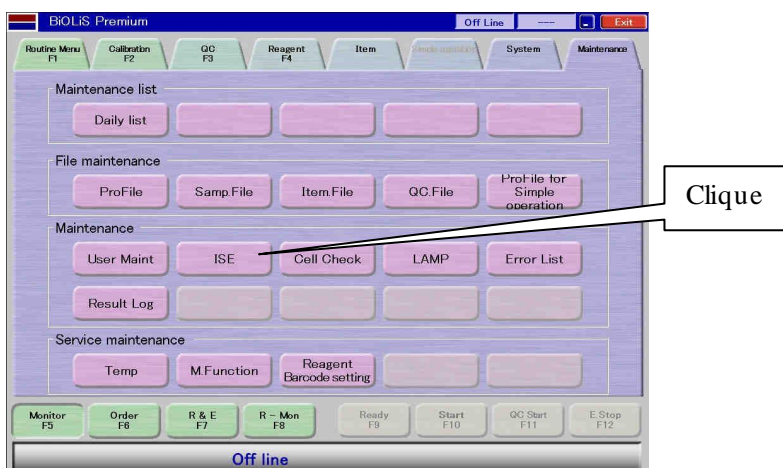 BiOLiS Premium
Off Line
----
Exit
Routine Menu
F1
Calibration
F2
QC
F3
Reagent
F4
Item
System
Maintenance
Maintenance list
Daily list
File maintenance
ProFile
Samp.File
Item.File
QC.File
ProFile for
Simple
operation
Clique
Maintenance
User Maint
ISE
Cell Check
LAMP
Error List
Result Log
Service maintenance
Temp
M.Function
Reagent
Barcode setting
Monitor
F5
Order
F6
R & E
F7
R - Mon
F8
Ready
F9
Start
F10
QC Start
F11
E.Stop
F12
Off line